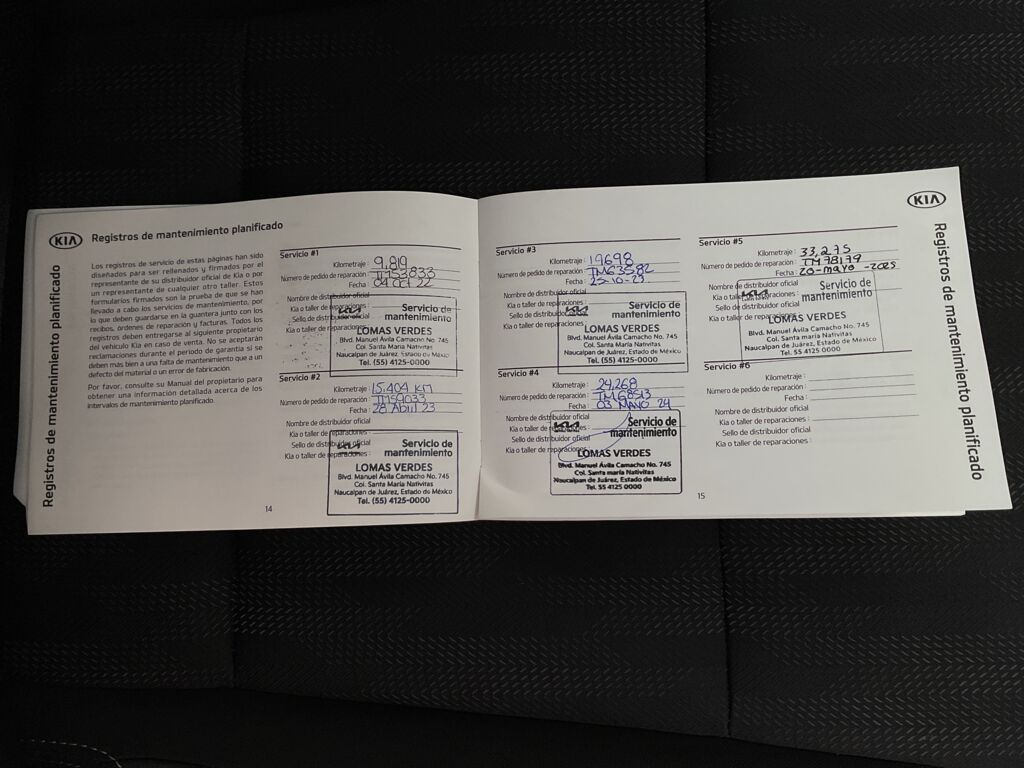 KIA
Registros de mantenimiento planificado
Registros de mantenimiento planificado
Los registros de servicio de estas páginas han sido
diseñados para ser rellenados y firmados por el
representante de su distribuidor oficial de Kia o por
un representante de cualquier otro taller. Estos
formularios firmados son la prueba de que se han
llevado a cabo los servicios de mantenimiento, por
lo que deben guardarse en la guantera junto con los
recibos, órdenes de reparación y facturas. Todos los
registros deben entregarse al siguiente propietario
del vehículo Kia en caso de venta. No se aceptarán
reclamaciones durante el periodo de garantía si se
deben más bien a una falta de mantenimiento que a un
defecto del material o un error de fabricación.
Por favor, consulte su Manual del propietario para
obtener una información detallada acerca de los
intervalos de mantenimiento planificado.
Servicio #1
Kilometraje : 9,819
Número de pedido de reparación : TM53833
Fecha : 04 Oct 22
Nombre de distribuidor oficial
Kia o taller de reparaciones :
Sello de distribuidor oficial
Kia o taller de reparaciones :
KIA
Servicio de
mantenimiento
LOMAS VERDES
Blvd. Manuel Ávila Camacho No. 745
Col. Santa María Nativitas
Naucalpan de Juárez, Estado de México
Tel. (55) 4125-0000
Servicio #2
Kilometraje : 15,404 KM
Número de pedido de reparación : TM59033
Fecha : 28 Abril 23
Nombre de distribuidor oficial
Kia o taller de reparaciones :
Sello de distribuidor oficial
Kia o taller de reparaciones :
KIA
Servicio de
mantenimiento
LOMAS VERDES
Blvd. Manuel Ávila Camacho No. 745
Col. Santa María Nativitas
Naucalpan de Juárez, Estado de México
Tel. (55) 4125-0000
14
Servicio #3
Kilometraje : 19698
Número de pedido de reparación : TM63582
Fecha : 25-10-23
Nombre de distribuidor oficial
Kia o taller de reparaciones :
Sello de distribuidor oficial
Kia o taller de reparaciones :
KIA
Servicio de
mantenimiento
LOMAS VERDES
Blvd. Manuel Ávila Camacho No. 745
Col. Santa María Nativitas
Naucalpan de Juárez, Estado de México
Tel. (55) 4125-0000
Servicio #4
Kilometraje : 24,268
Número de pedido de reparación : TM68513
Fecha : 03 MAYO 24
Nombre de distribuidor oficial
Kia o taller de reparaciones :
Sello de distribuidor oficial
Kia o taller de reparaciones :
KIA
Servicio de
mantenimiento
LOMAS VERDES
Blvd. Manuel Ávila Camacho No. 745
Col. Santa María Nativitas
Naucalpan de Juárez, Estado de México
Tel. 55 4125 0000
15
Servicio #5
Kilometraje : 33,275
Número de pedido de reparación : TM78179
Fecha : 20-mayo-2025
Nombre de distribuidor oficial
Kia o taller de reparaciones :
Sello de distribuidor oficial
Kia o taller de reparaciones :
KIA
Servicio de
mantenimiento
LOMAS VERDES
Blvd. Manuel Ávila Camacho No. 745
Col. Santa maría Nativitas
Naucalpan de Juárez, Estado de México
Tel. 55 4125 0000
Servicio #6
Kilometraje :
Número de pedido de reparación :
Fecha :
Nombre de distribuidor oficial
Kia o taller de reparaciones :
Sello de distribuidor oficial
Kia o taller de reparaciones :
KIA
Registros de mantenimiento planificado